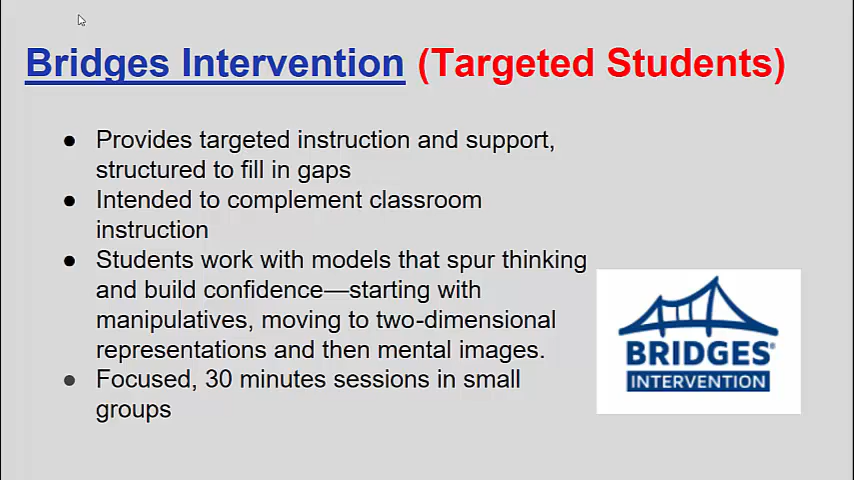 Bridges Intervention (Targeted Students)
● Provides targeted instruction and support,
structured to fill in gaps
● Intended to complement classroom
instruction
● Students work with models that spur thinking
and build confidence—starting with
manipulatives, moving to two-dimensional
representations and then mental images.
● Focused, 30 minutes sessions in small
groups
BRIDGES®
INTERVENTION